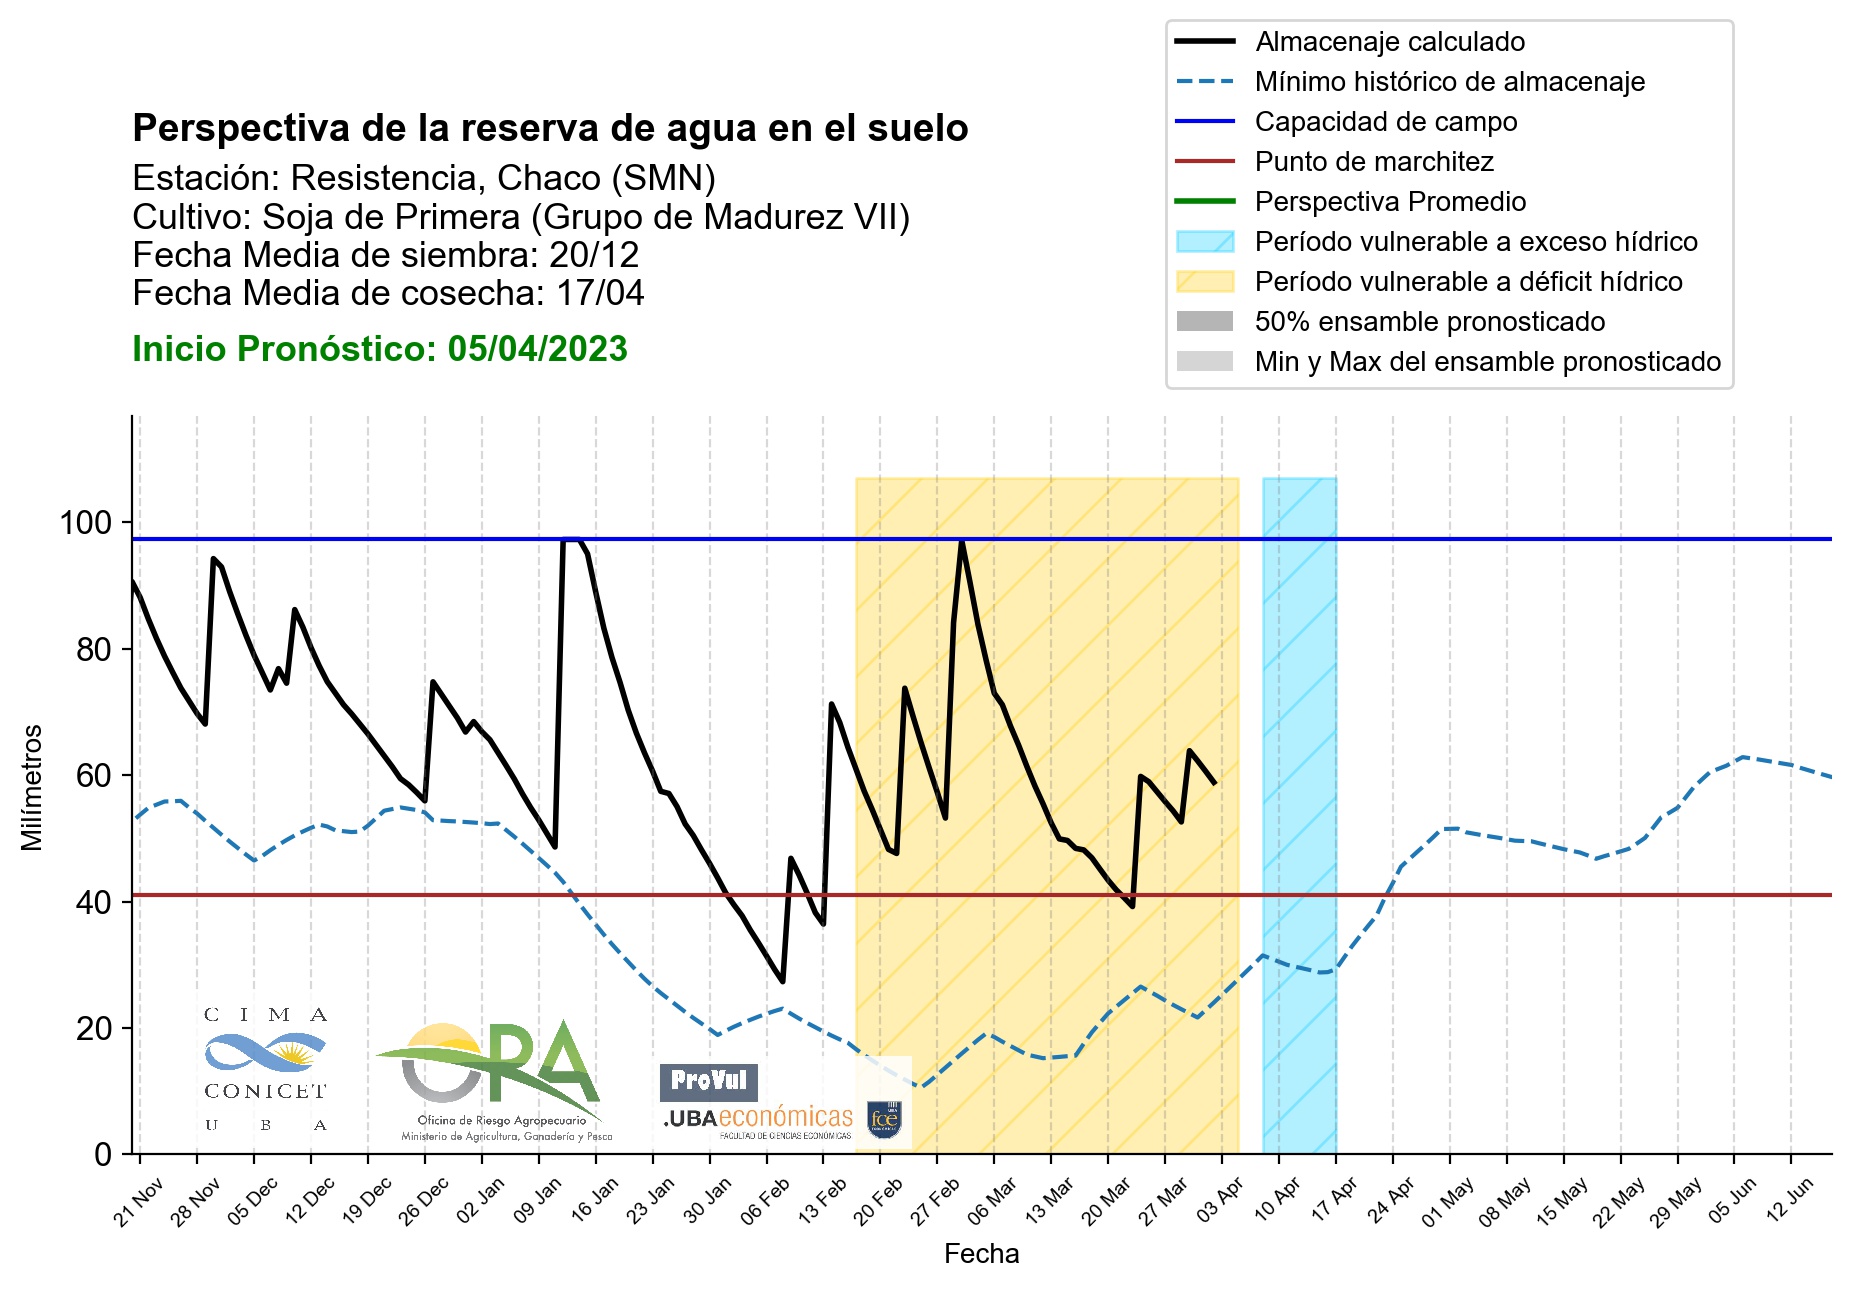 Almacenaje calculado
Mínimo histórico de almacenaje
Capacidad de campo
Punto de marchitez
Perspectiva Promedio
Período vulnerable a exceso hídrico
Período vulnerable a déficit hídrico
50% ensamble pronosticado
Min y Max del ensamble pronosticado
Perspectiva de la reserva de agua en el suelo
Estación: Resistencia, Chaco (SMN)
Cultivo: Soja de Primera (Grupo de Madurez VII)
Fecha Media de siembra: 20/12
Fecha Media de cosecha: 17/04
Inicio Pronóstico: 05/04/2023
Milímetros
100
80
60
40
20
0
CIMA
CONICET
UBA
ORA
Oficina de Riesgo Agropecuario
Ministerio de Agricultura, Ganadería y Pesca
ProVul
.UBAeconómicas
FACULTAD DE CIENCIAS ECONÓMICAS
fce
21 Nov
28 Nov
05 Dec
12 Dec
19 Dec
26 Dec
02 Jan
09 Jan
16 Jan
23 Jan
30 Jan
06 Feb
13 Feb
20 Feb
27 Feb
06 Mar
13 Mar
20 Mar
27 Mar
03 Apr
10 Apr
17 Apr
24 Apr
01 May
08 May
15 May
22 May
29 May
05 Jun
12 Jun
Fecha